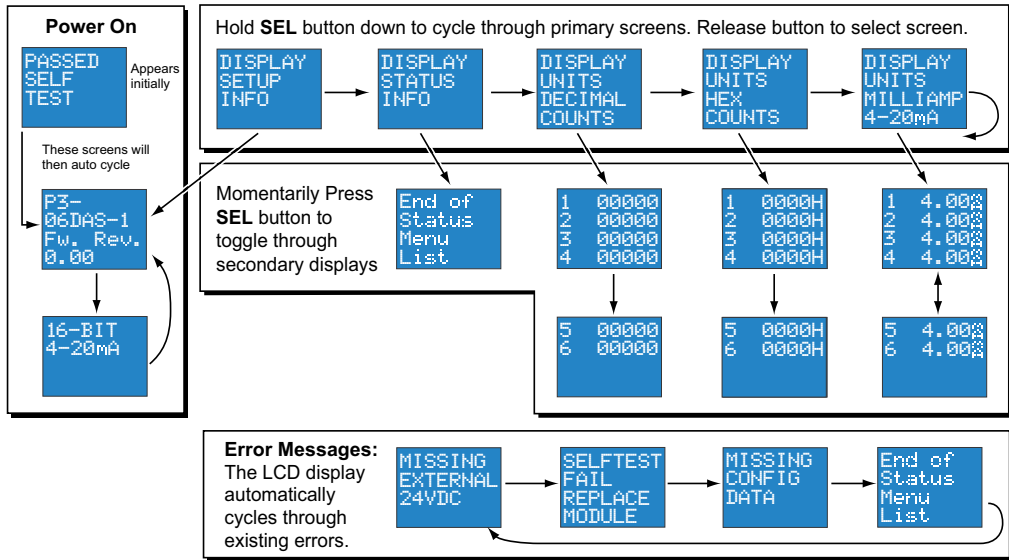 Power On
PASSED
SELF
TEST
Appears
initially
These screens will
then auto cycle
P3-
06DAS-1
Fw. Rev.
0.00
16-BIT
4-20mA
Hold SEL button down to cycle through primary screens. Release button to select screen.
DISPLAY
SETUP
INFO
DISPLAY
STATUS
INFO
DISPLAY
UNITS
DECIMAL
COUNTS
DISPLAY
UNITS
HEX
COUNTS
DISPLAY
UNITS
MILLIAMP
4-20mA
Momentarily Press
SEL button to
toggle through
secondary displays
End of
Status
Menu
List
1 00000
2 00000
3 00000
4 00000
1 0000H
2 0000H
3 0000H
4 0000H
1 4.00
2 4.00
3 4.00
4 4.00
5 00000
6 00000
5 0000H
6 0000H
5 4.00
6 4.00
Error Messages:
The LCD display
automatically
cycles through
existing errors.
MISSING
EXTERNAL
24VDC
SELFTEST
FAIL
REPLACE
MODULE
MISSING
CONFIG
DATA
End of
Status
Menu
List